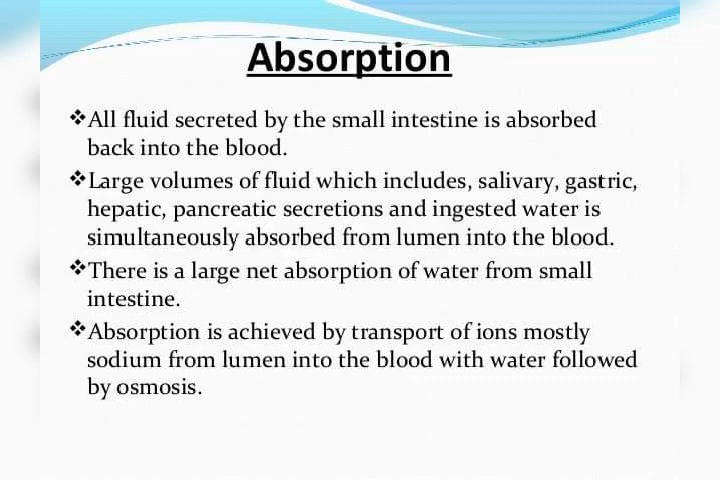 Absorption
❖All fluid secreted by the small intestine is absorbed
back into the blood.
❖Large volumes of fluid which includes, salivary, gastric,
hepatic, pancreatic secretions and ingested water is
simultaneously absorbed from lumen into the blood.
❖There is a large net absorption of water from small
intestine.
❖Absorption is achieved by transport of ions mostly
sodium from lumen into the blood with water followed
by osmosis.